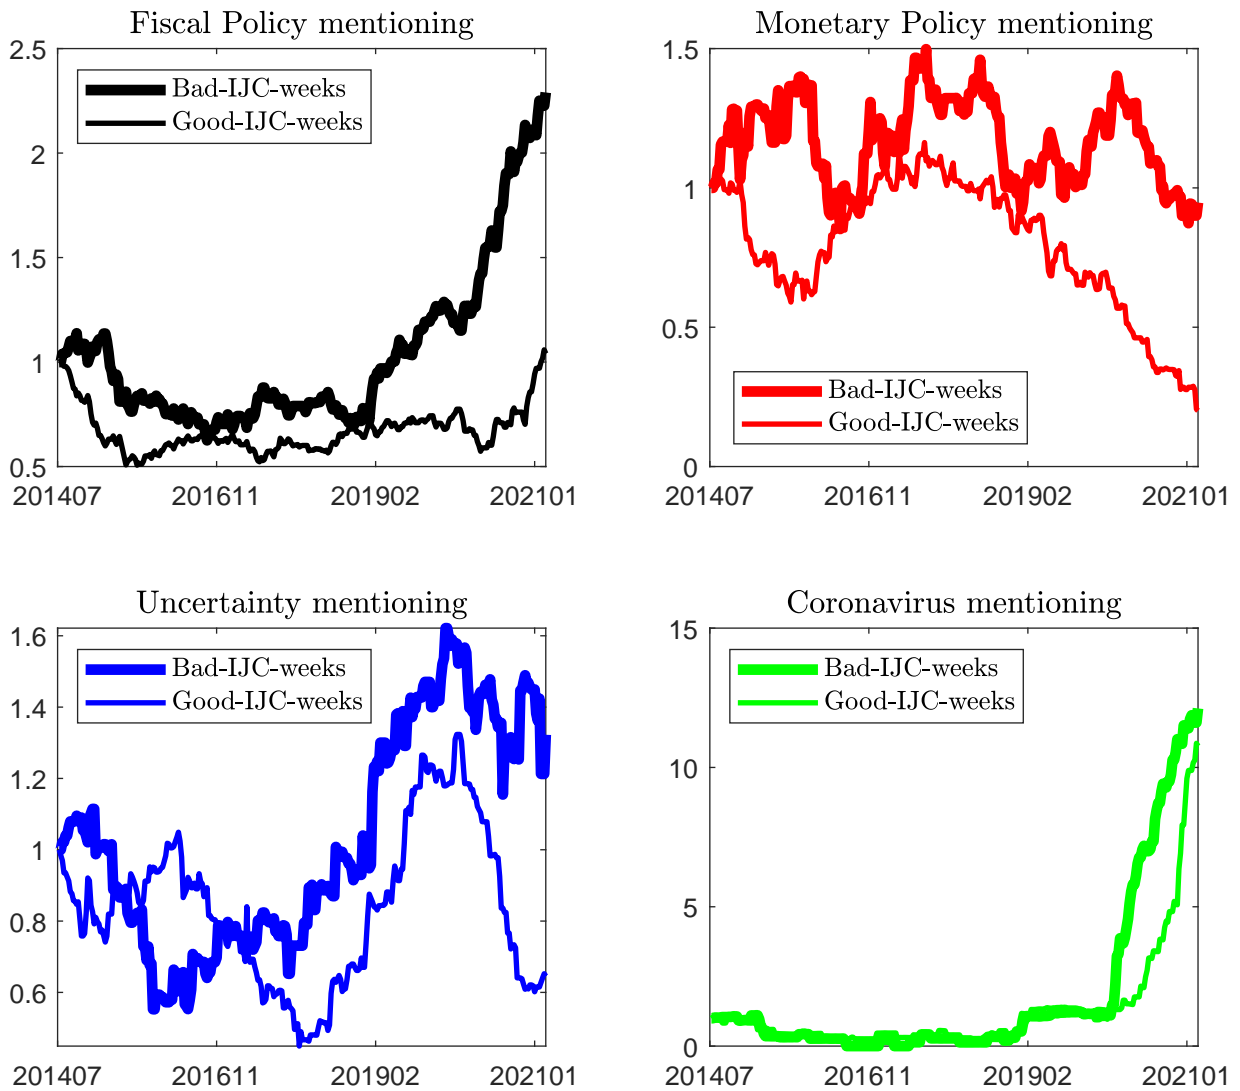 Fiscal Policy mentioning
2.5
2
1.5
1
0.5
201407 201611 201902 202101
Bad-IJC-weeks
Good-IJC-weeks
Monetary Policy mentioning
1.5
1
0.5
0
201407 201611 201902 202101
Bad-IJC-weeks
Good-IJC-weeks
Uncertainty mentioning
1.6
1.4
1.2
1
0.8
0.6
201407 201611 201902 202101
Bad-IJC-weeks
Good-IJC-weeks
Coronavirus mentioning
15
10
5
0
201407 201611 201902 202101
Bad-IJC-weeks
Good-IJC-weeks